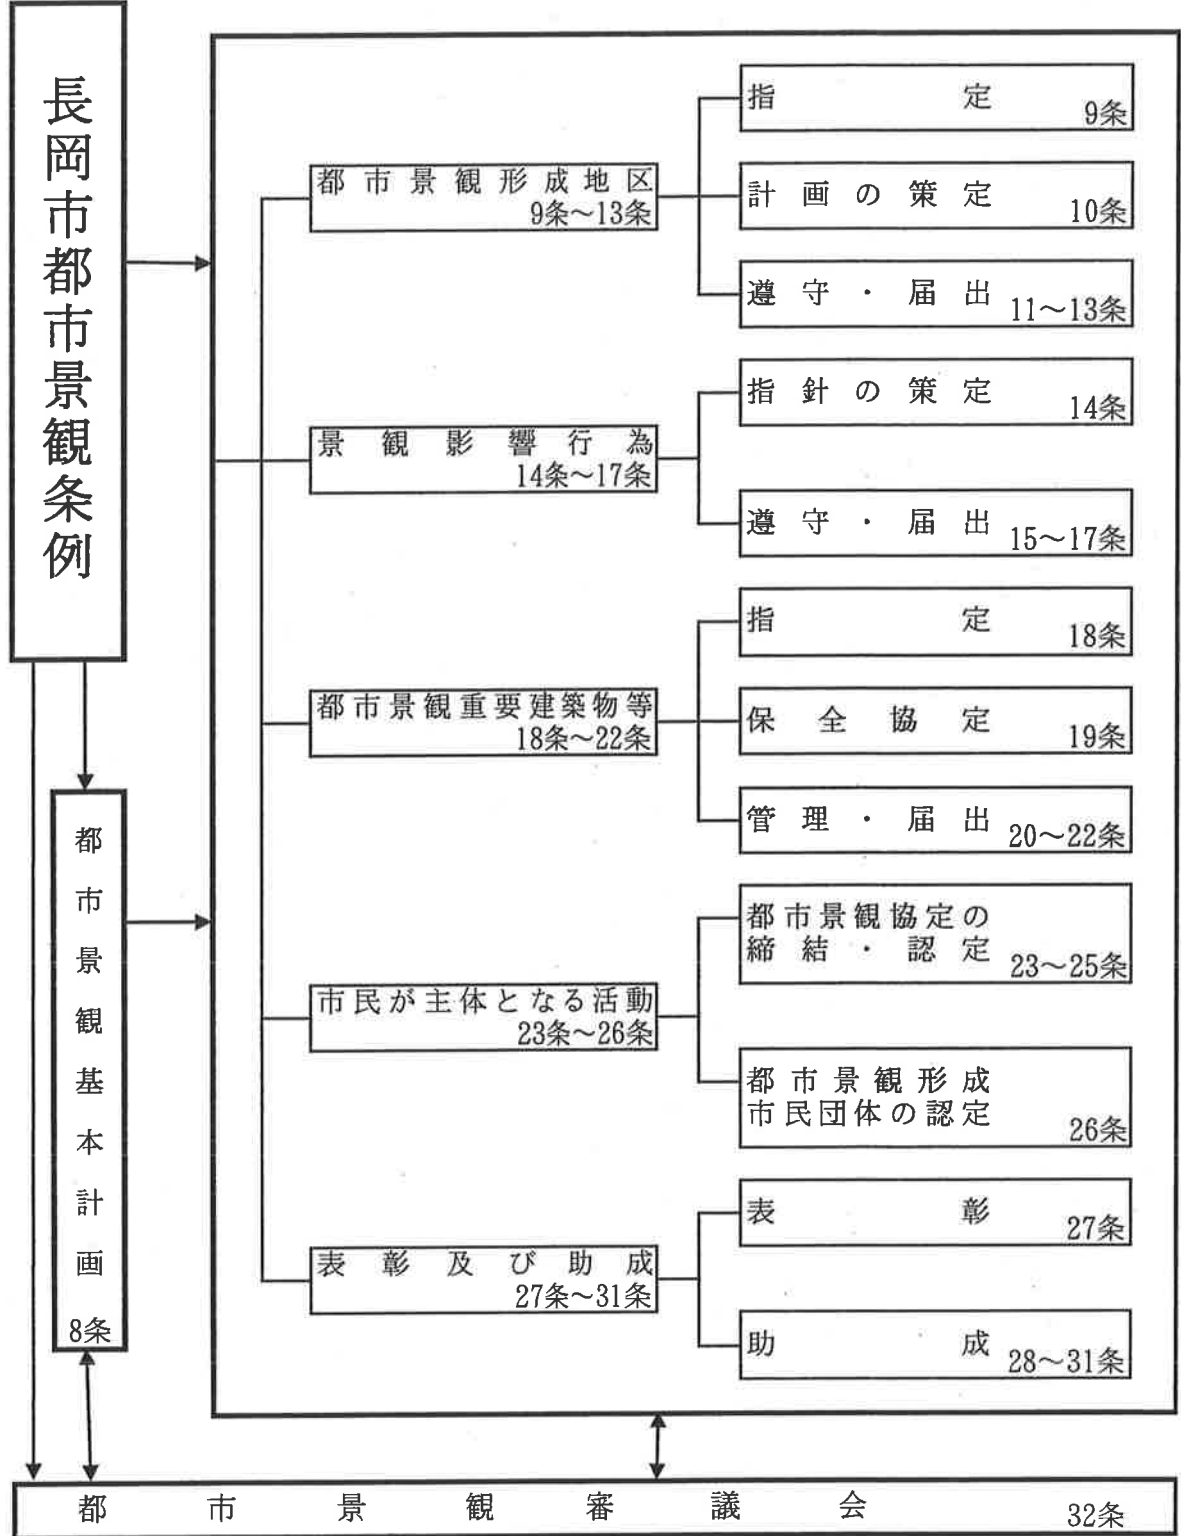 長岡市都市景観条例
都市景観基本計画
8条
都市景観形成地区
9条～13条
指定
9条
計画の策定
10条
遵守・届出
11～13条
景観影響行為
14条～17条
指針の策定
14条
遵守・届出
15～17条
都市景観重要建築物等
18条～22条
指定
18条
保全協定
19条
管理・届出
20～22条
市民が主体となる活動
23条～26条
都市景観協定の
締結・認定
23～25条
都市景観形成
市民団体の認定
26条
表彰及び助成
27条～31条
表彰
27条
助成
28～31条
都市景観審議会
32条